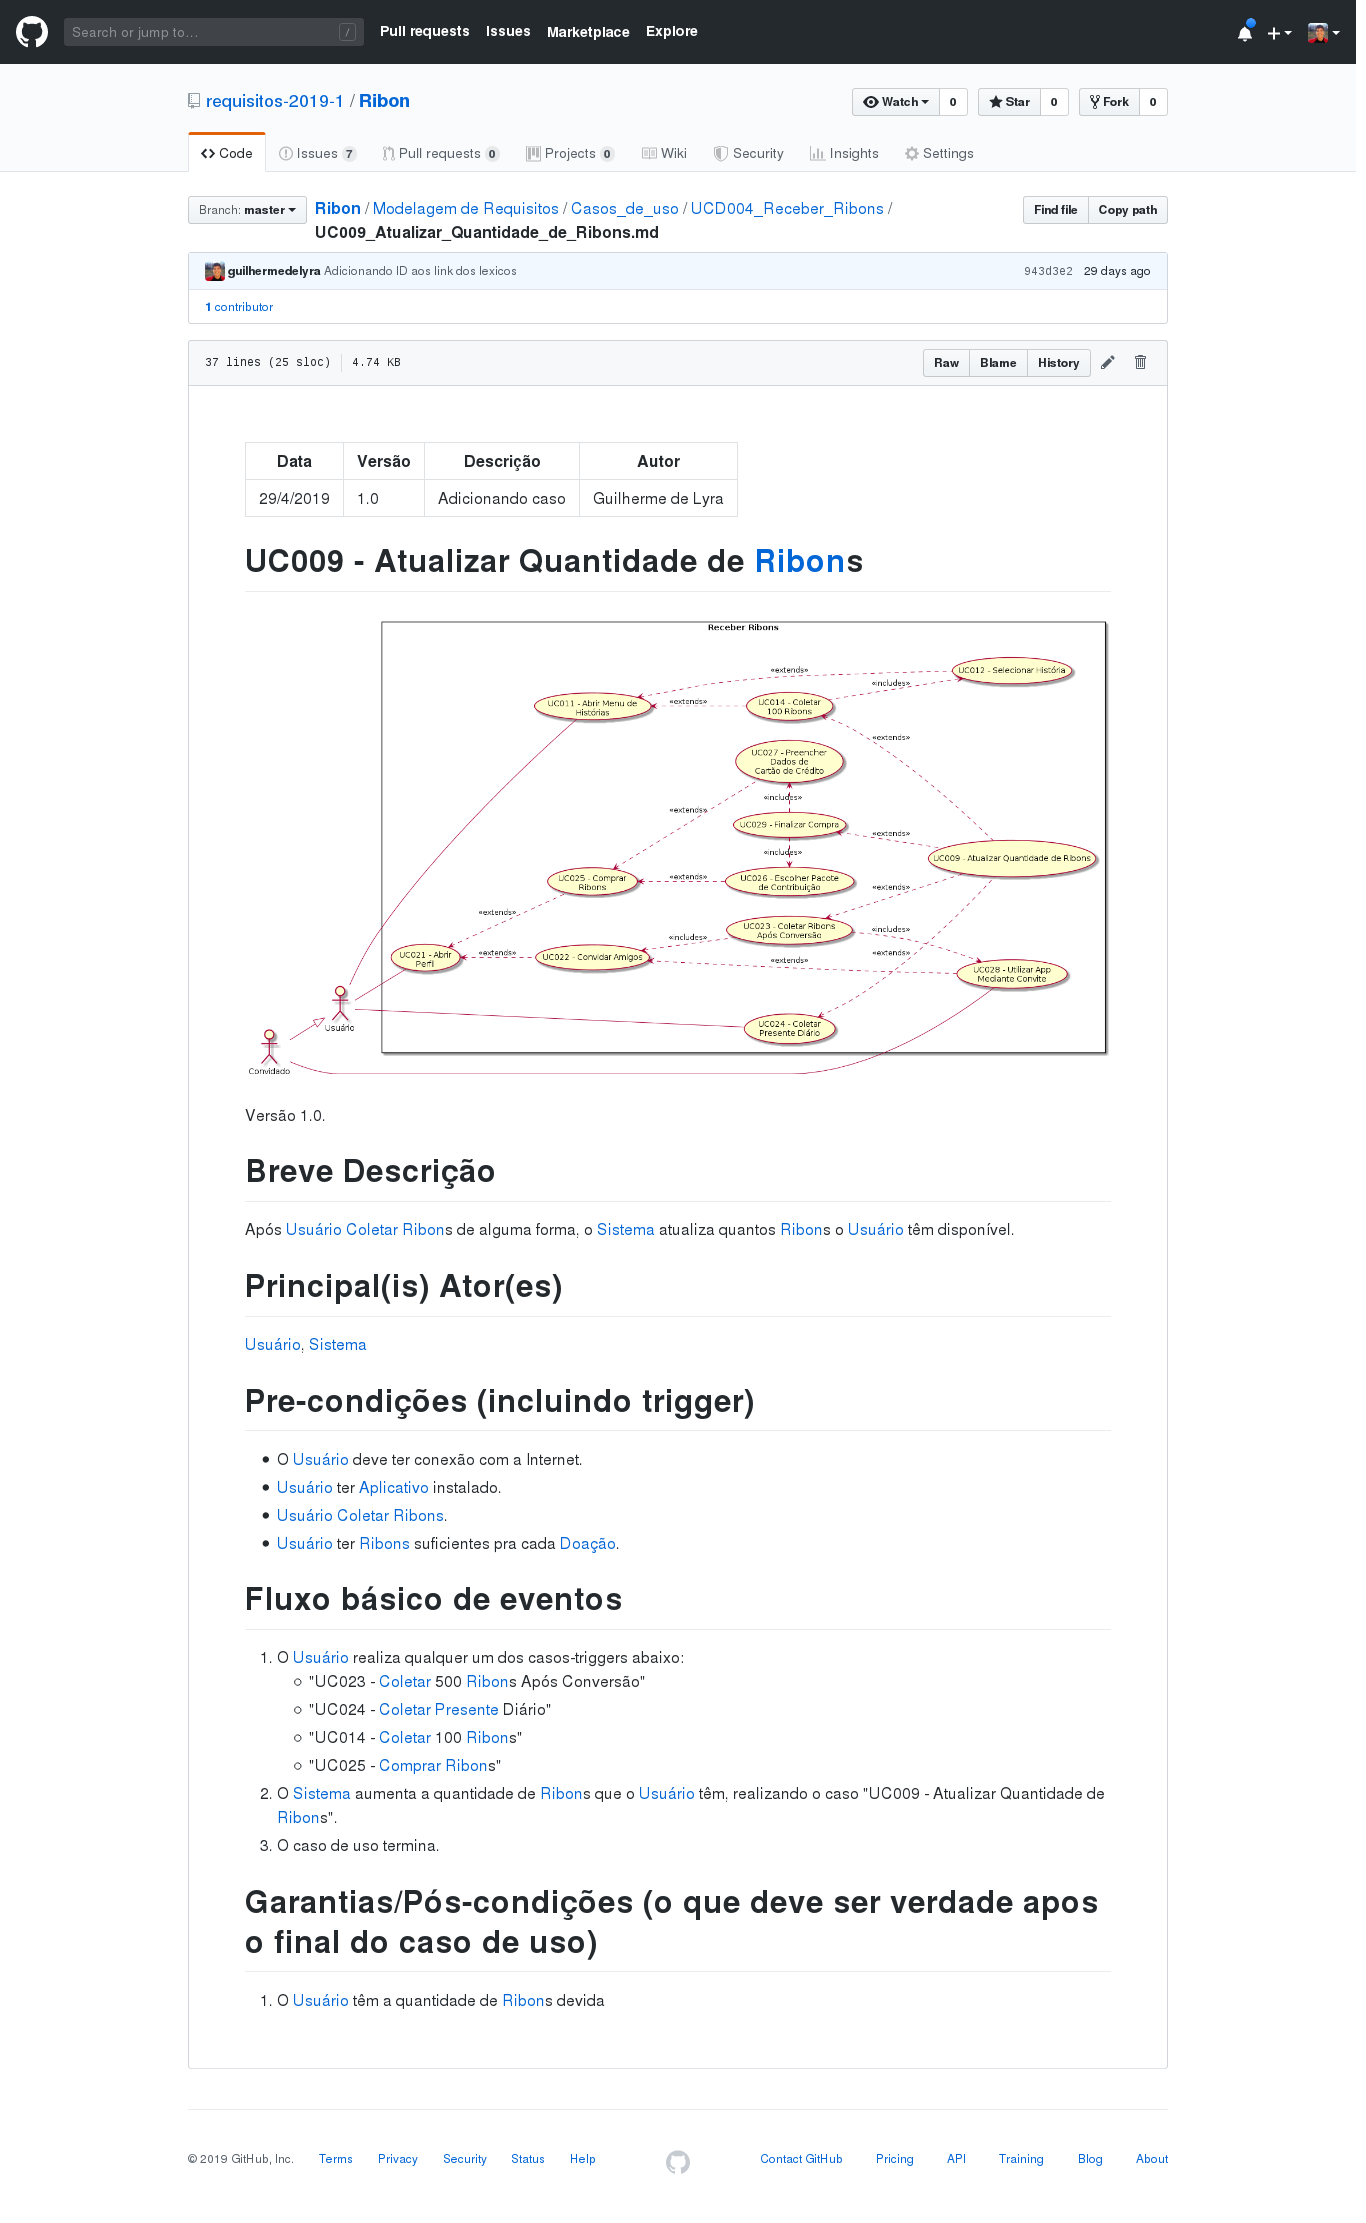 Search or jump to...
/
Pull requests Issues Marketplace Explore
requisitos-2019-1 / Ribon
Watch 0 Star 0 Fork 0
Code Issues 7 Pull requests 0 Projects 0 Wiki Security Insights Settings
Branch: master
Ribon / Modelagem de Requisitos / Casos_de_uso / UCD004_Receber_Ribons /
UC009_Atualizar_Quantidade_de_Ribons.md
Find file Copy path
guilhermedelyra Adicionando ID aos link dos lexicos 943d3e2 29 days ago
1 contributor
37 lines (25 sloc) 4.74 KB Raw Blame History
Data Versão Descrição Autor
29/4/2019 1.0 Adicionando caso Guilherme de Lyra
UC009 - Atualizar Quantidade de Ribons
Receber Ribons
UC012 - Selecionar História
«extends»
«includes»
UC011 - Abrir Menu de
Histórias
«extends»
UC014 - Coletar
100 Ribons
«extends»
UC027 - Preencher
Dados de
Cartão de Crédito
«includes»
«extends»
UC029 - Finalizar Compra
«extends»
«includes»
UC009 - Atualizar Quantidade de Ribons
UC025 - Comprar
Ribons
«extends»
UC026 - Escolher Pacote
de Contribuição
«extends»
«extends»
UC023 - Coletar Ribons
Após Conversão
«includes»
«includes»
UC021 - Abrir
Perfil
«extends»
UC022 - Convidar Amigos
«extends»
«extends»
UC028 - Utilizar App
Mediante Convite
Usuário
UC024 - Coletar
Presente Diário
Convidado
Versão 1.0.
Breve Descrição
Após Usuário Coletar Ribons de alguma forma, o Sistema atualiza quantos Ribons o Usuário têm disponível.
Principal(is) Ator(es)
Usuário, Sistema
Pre-condições (incluindo trigger)
• O Usuário deve ter conexão com a Internet.
• Usuário ter Aplicativo instalado.
• Usuário Coletar Ribons.
• Usuário ter Ribons suficientes pra cada Doação.
Fluxo básico de eventos
1. O Usuário realiza qualquer um dos casos-triggers abaixo:
○ "UC023 - Coletar 500 Ribons Após Conversão"
○ "UC024 - Coletar Presente Diário"
○ "UC014 - Coletar 100 Ribons"
○ "UC025 - Comprar Ribons"
2. O Sistema aumenta a quantidade de Ribons que o Usuário têm, realizando o caso "UC009 - Atualizar Quantidade de
Ribons".
3. O caso de uso termina.
Garantias/Pós-condições (o que deve ser verdade apos
o final do caso de uso)
1. O Usuário têm a quantidade de Ribons devida
© 2019 GitHub, Inc. Terms Privacy Security Status Help Contact GitHub Pricing API Training Blog About